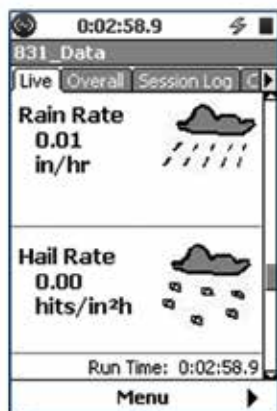 0:02:58.9
831_Data
Live Overall Session Log C
Rain Rate
0.01
in/hr
Hail Rate
0.00
hits/in²h
Run Time: 0:02:58.9
Menu